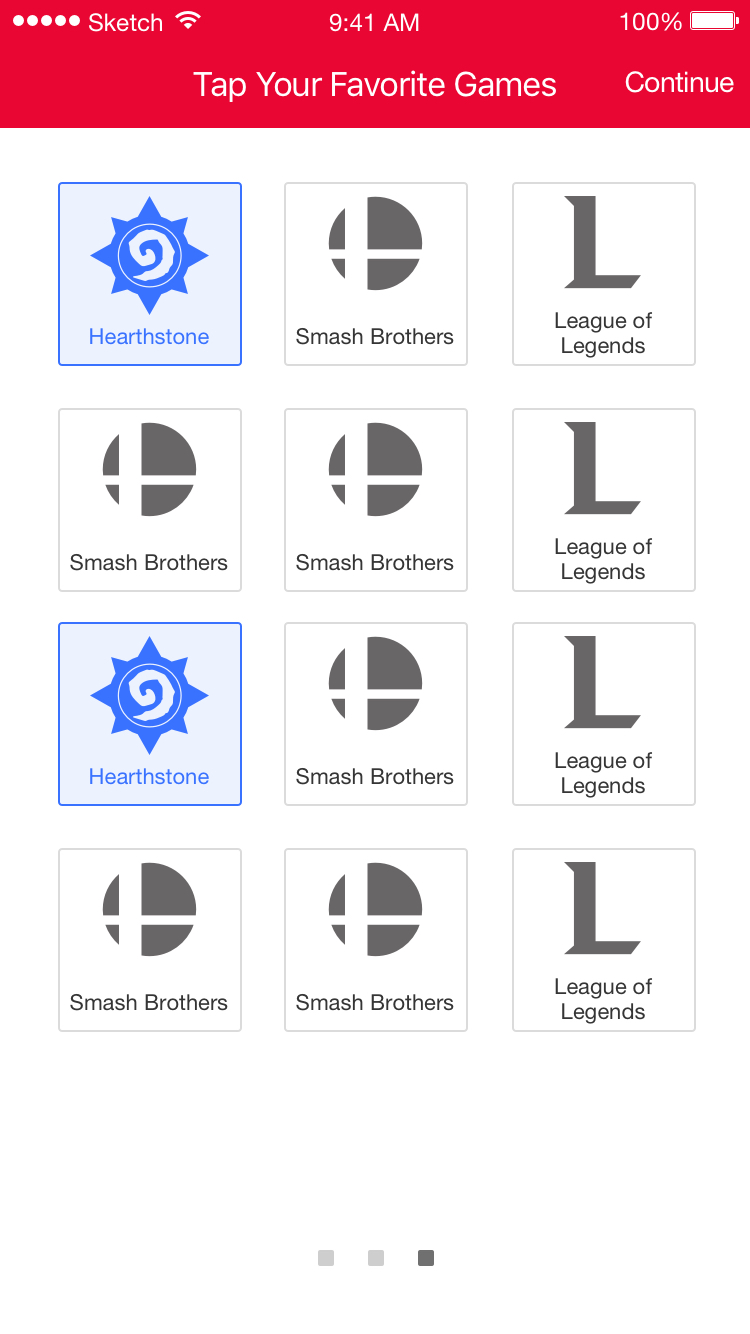 Sketch 9:41 AM 100%
Tap Your Favorite Games Continue
Hearthstone Smash Brothers League of
Legends
Smash Brothers Smash Brothers League of
Legends
Hearthstone Smash Brothers League of
Legends
Smash Brothers Smash Brothers League of
Legends